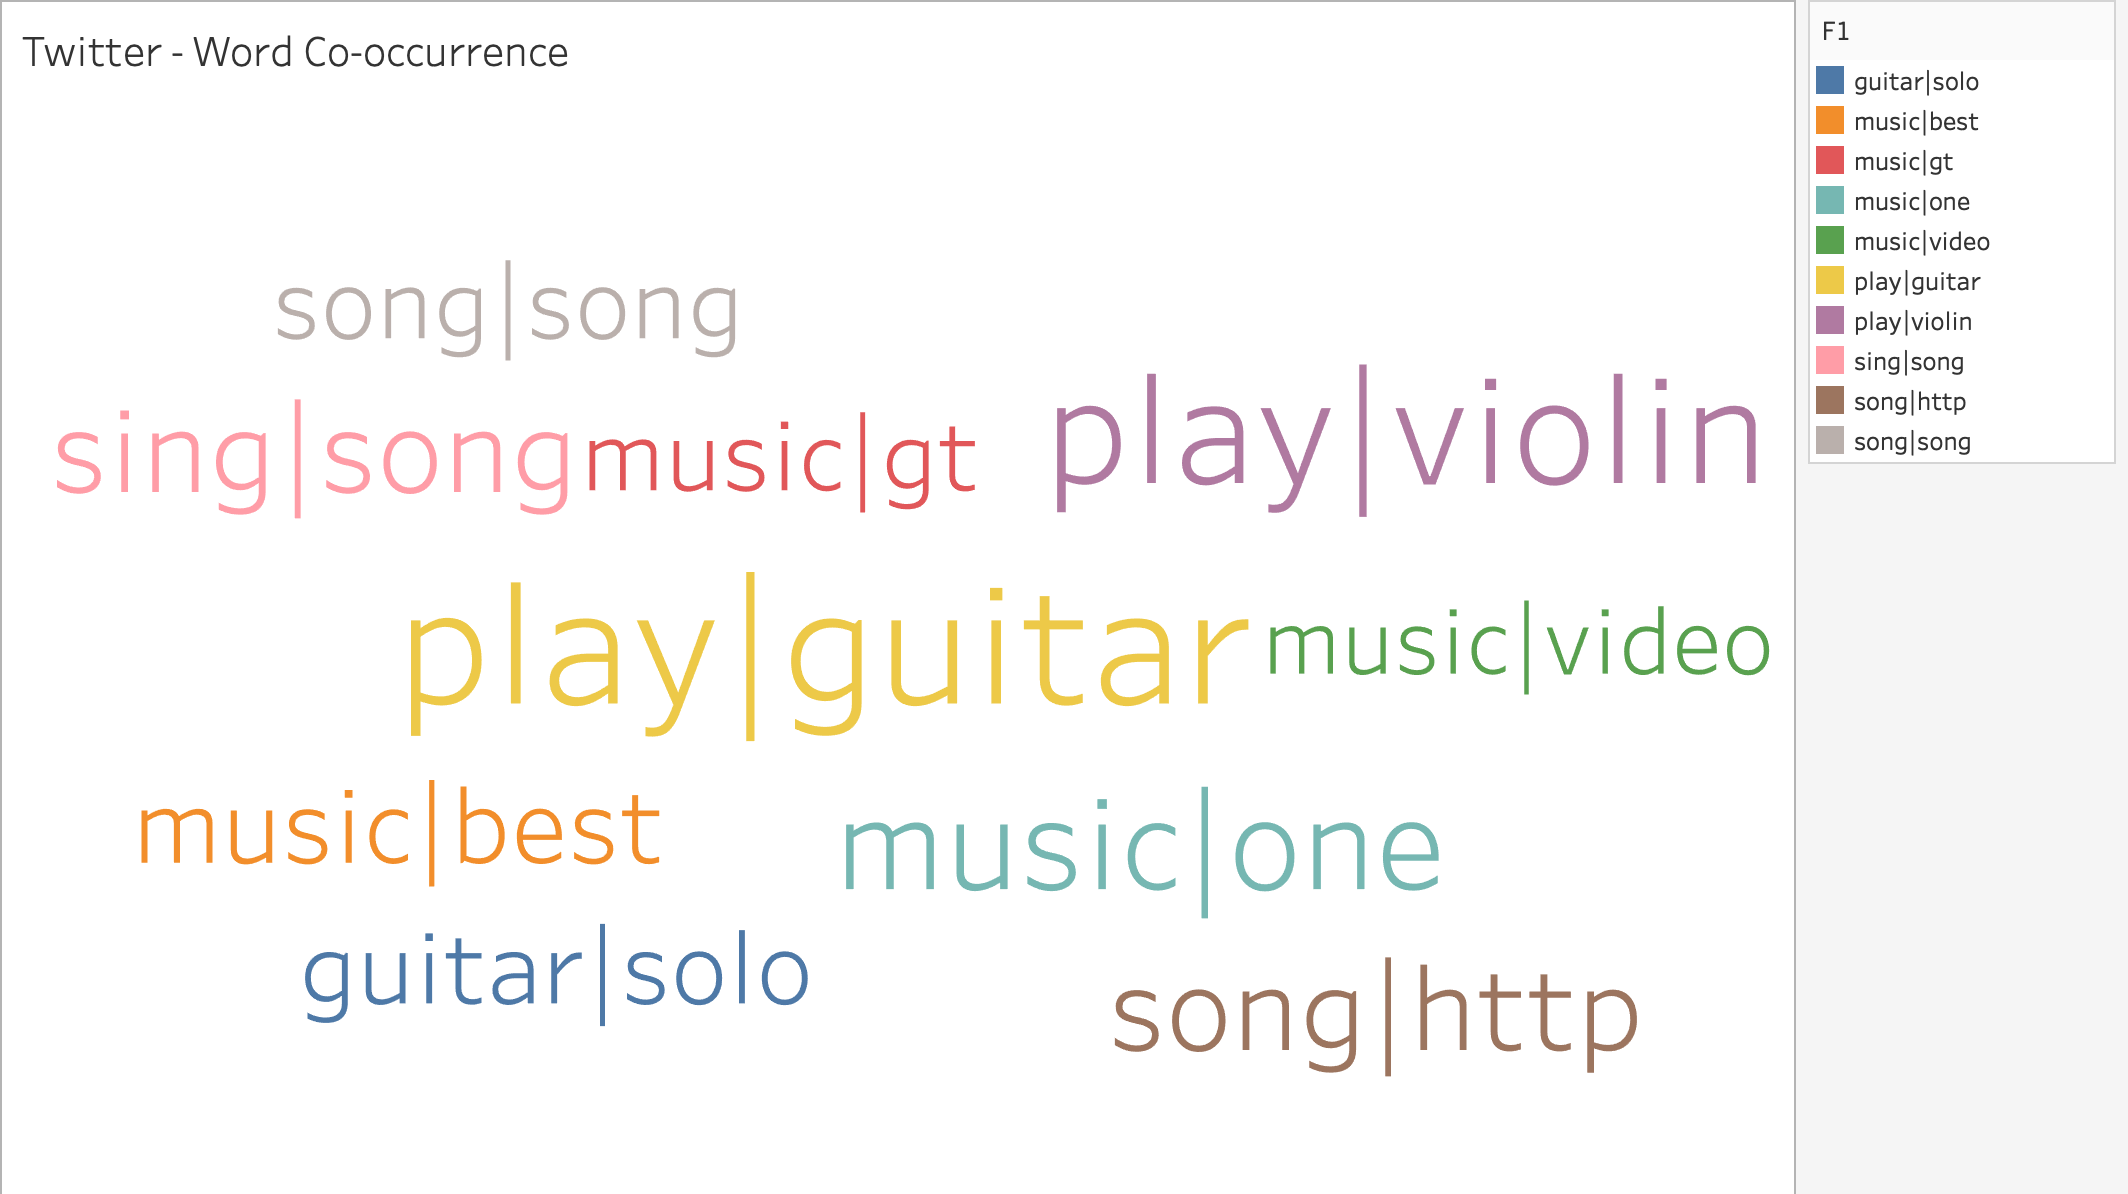 Twitter - Word Co-occurrence
song|song
sing|song
music|gt
play|violin
play|guitar
music|video
music|best
music|one
guitar|solo
song|http
F1
guitar|solo
music|best
music|gt
music|one
music|video
play|guitar
play|violin
sing|song
song|http
song|song